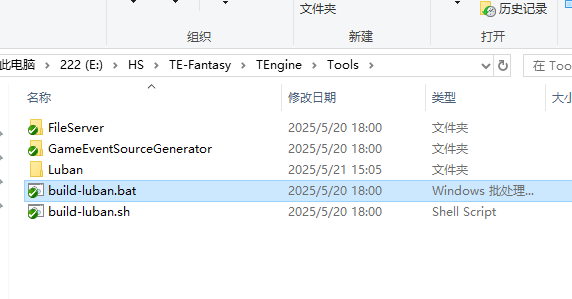 文件夹
历史记录
组织
新建
打开
此电脑 > 222 (E:) > HS > TE-Fantasy > TEngine > Tools >
在 Too
名称 修改日期 类型 大小
FileServer 2025/5/20 18:00 文件夹
GameEventSourceGenerator 2025/5/20 18:00 文件夹
Luban 2025/5/21 15:05 文件夹
build-luban.bat 2025/5/20 18:00 Windows 批处理...
build-luban.sh 2025/5/20 18:00 Shell Script